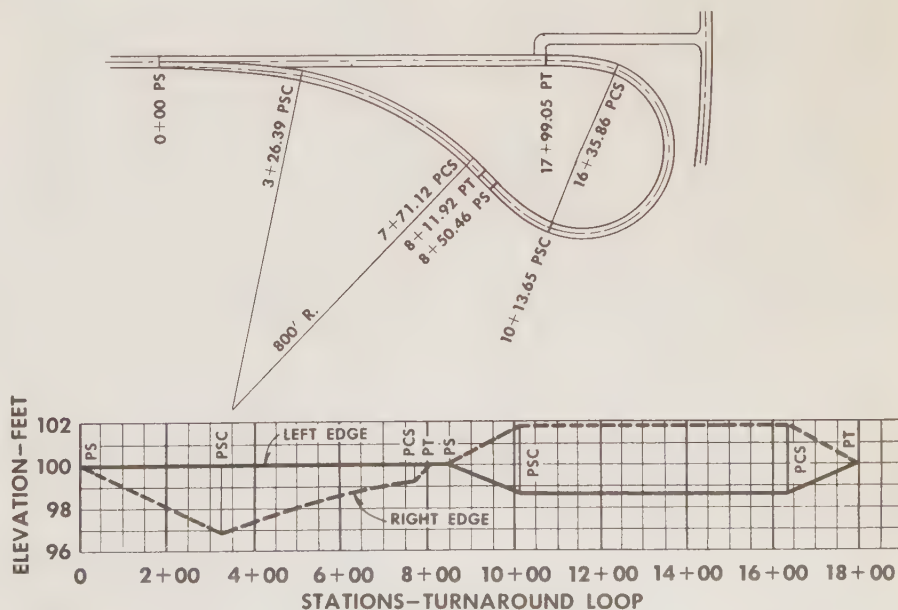 0+00 PS
3+26.39 PSC
7+71.12 PCS
8+11.92 PT
8+50.46 PS
10+13.65 PSC
16+35.86 PCS
17+99.05 PT
800' R.
ELEVATION-FEET
102
100
98
96
PS
PSC
LEFT EDGE
RIGHT EDGE
PCS
PT
PS
PSC
PCS
PT
0
2+00
4+00
6+00
8+00
10+00
12+00
14+00
16+00
18+00
STATIONS-TURNAROUND LOOP